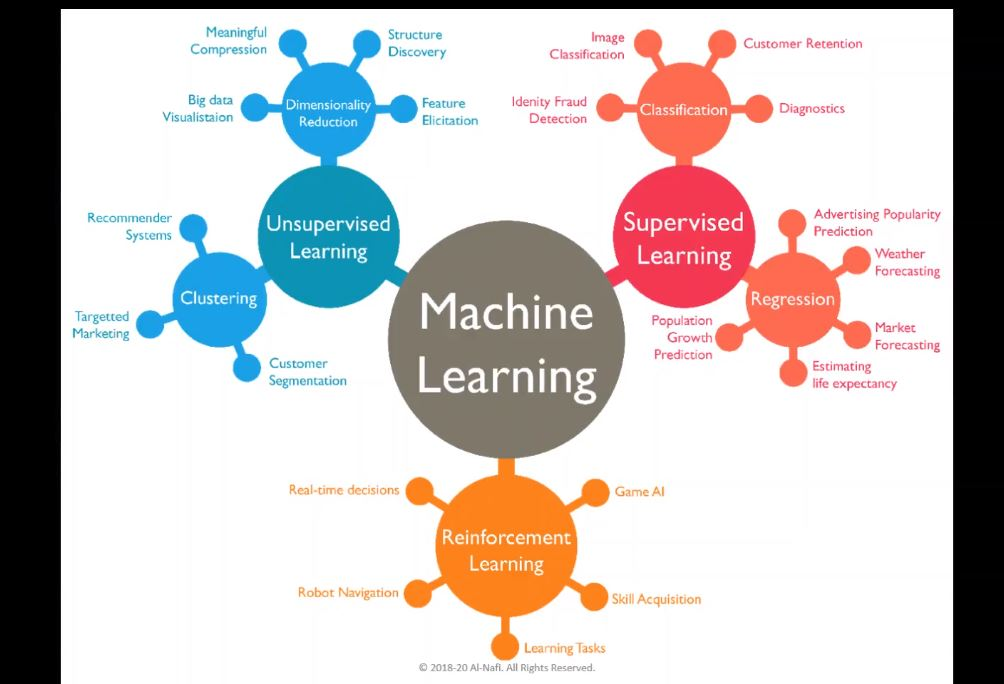 Meaningful
Compression
Structure
Discovery
Big data
Visualistaion
Dimensionality
Reduction
Feature
Elicitation
Unsupervised
Learning
Recommender
Systems
Clustering
Targetted
Marketing
Customer
Segmentation
Image
Classification
Customer Retention
Idenity Fraud
Detection
Classification
Diagnostics
Supervised
Learning
Advertising Popularity
Prediction
Weather
Forecasting
Regression
Population
Growth
Prediction
Market
Forecasting
Estimating
life expectancy
Machine
Learning
Real-time decisions
Game AI
Reinforcement
Learning
Robot Navigation
Skill Acquisition
Learning Tasks
© 2018-20 Al-Nafi. All Rights Reserved.